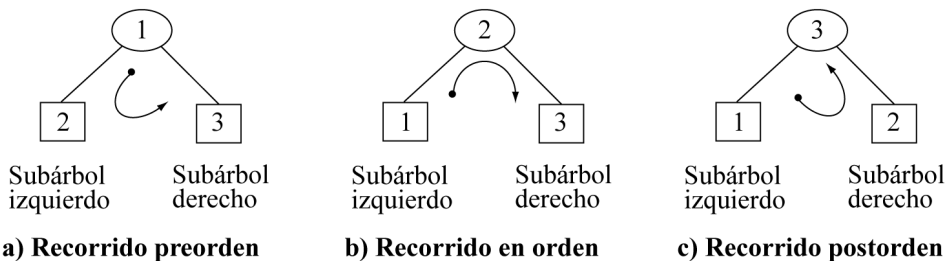 1
2
3
Subárbol
izquierdo
Subárbol
derecho
a) Recorrido preorden
2
1
3
Subárbol
izquierdo
Subárbol
derecho
b) Recorrido en orden
3
1
2
Subárbol
izquierdo
Subárbol
derecho
c) Recorrido postorden